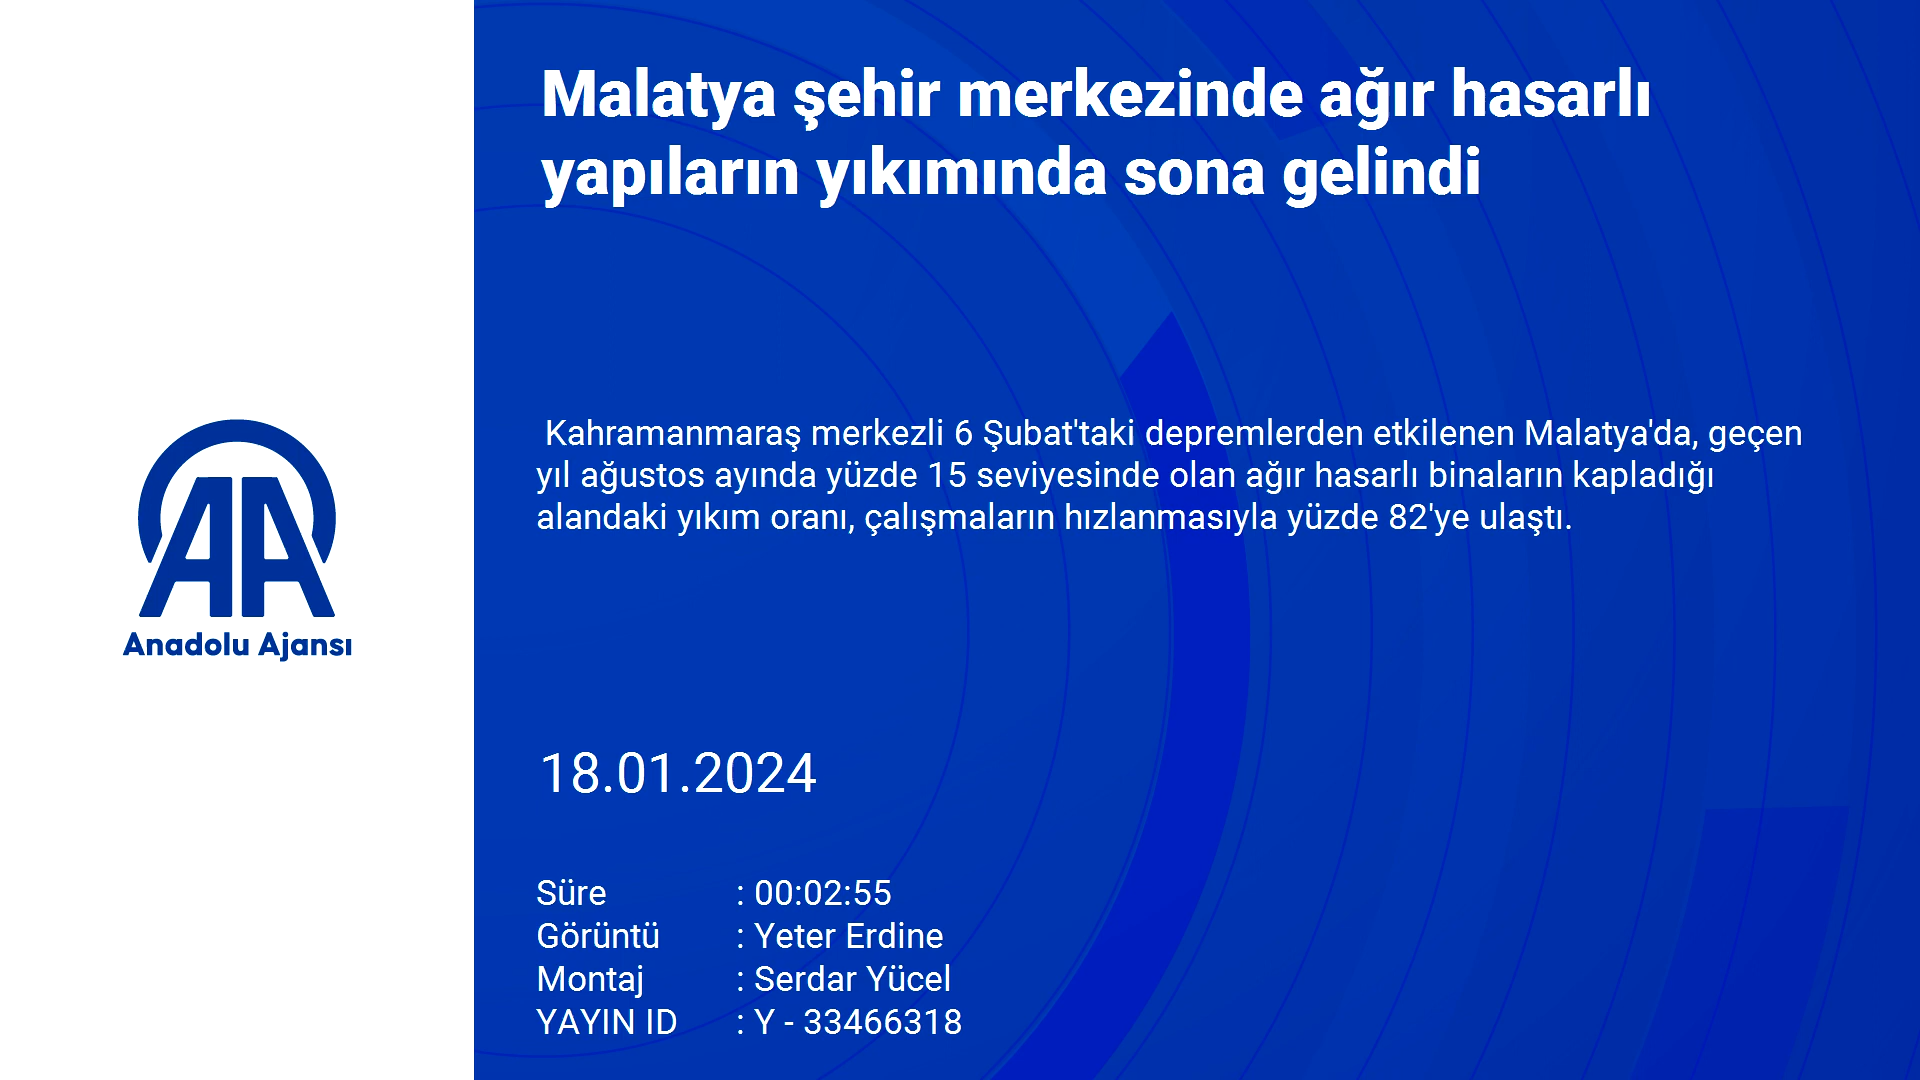 Malatya şehir merkezinde ağır hasarlı
yapıların yıkımında sona gelindi
Kahramanmaraş merkezli 6 Şubat'taki depremlerden etkilenen Malatya'da, geçen
yıl ağustos ayında yüzde 15 seviyesinde olan ağır hasarlı binaların kapladığı
alandaki yıkım oranı, çalışmaların hızlanmasıyla yüzde 82'ye ulaştı.
AA
Anadolu Ajansı
18.01.2024
Süre : 00:02:55
Görüntü : Yeter Erdine
Montaj : Serdar Yücel
YAYIN ID : Y - 33466318